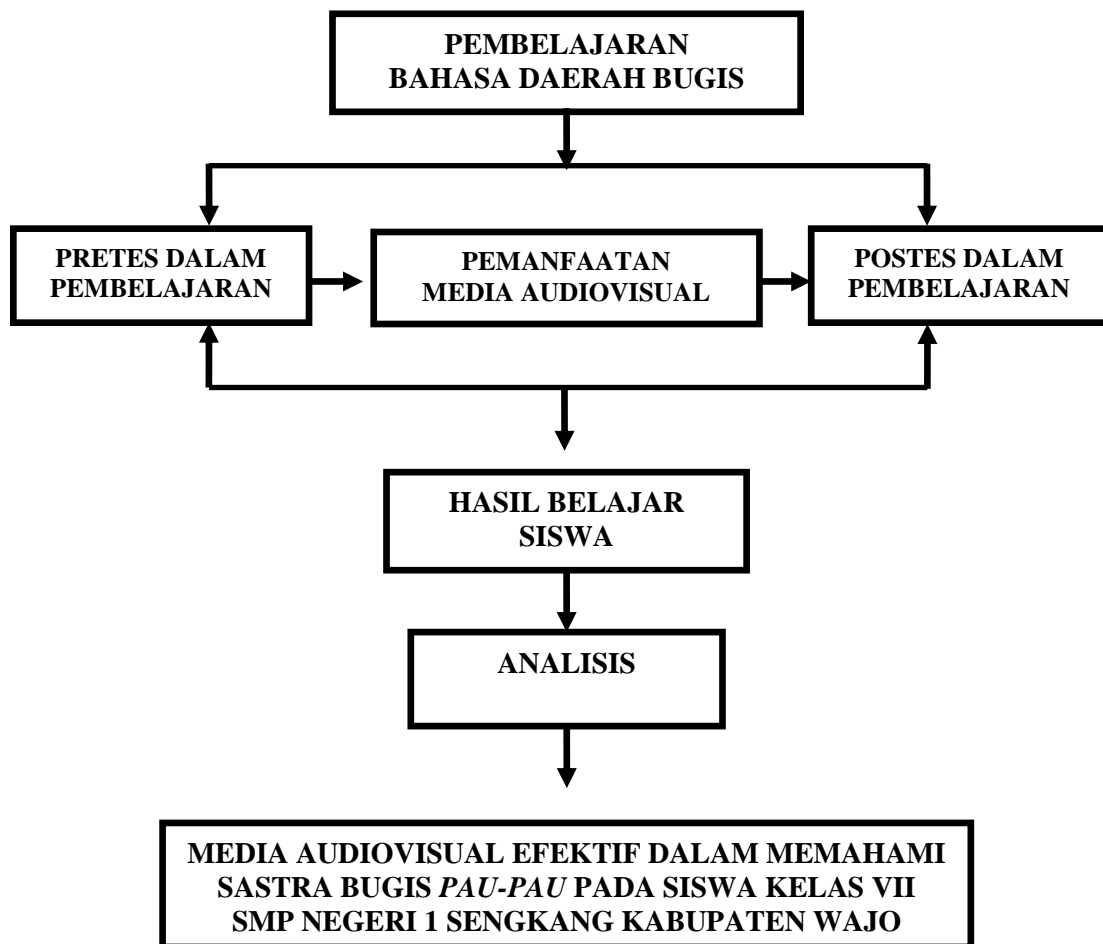 PEMBELAJARAN
BAHASA DAERAH BUGIS
PRETES DALAM
PEMBELAJARAN
PEMANFAATAN
MEDIA AUDIOVISUAL
POSTES DALAM
PEMBELAJARAN
HASIL BELAJAR
SISWA
ANALISIS
MEDIA AUDIOVISUAL EFEKTIF DALAM MEMAHAMI
SASTRA BUGIS PAU-PAU PADA SISWA KELAS VII
SMP NEGERI 1 SENGKANG KABUPATEN WAJO